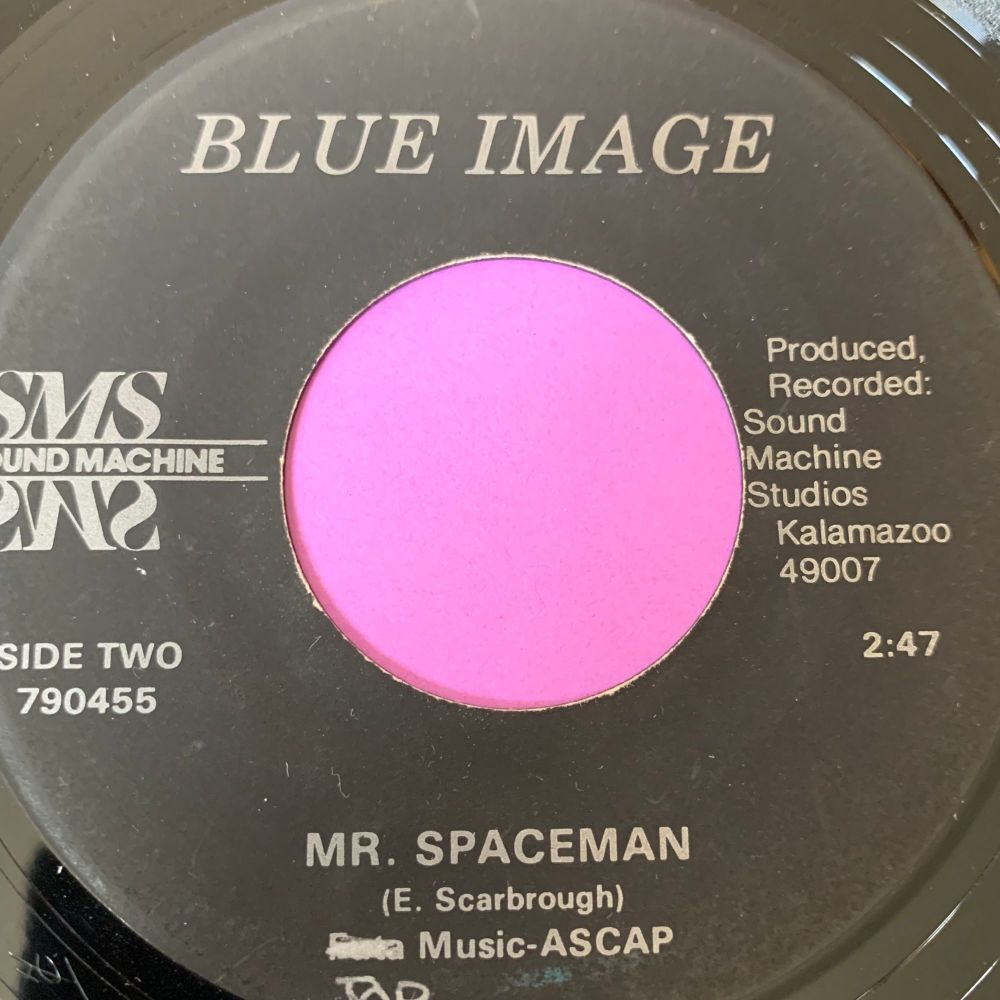 BLUE IMAGE
SMS
SOUND MACHINE
SMS
Produced,
Recorded:
Sound
Machine
Studios
Kalamazoo
49007
SIDE TWO
790455
2:47
MR. SPACEMAN
(E. Scarbrough)
Music-ASCAP